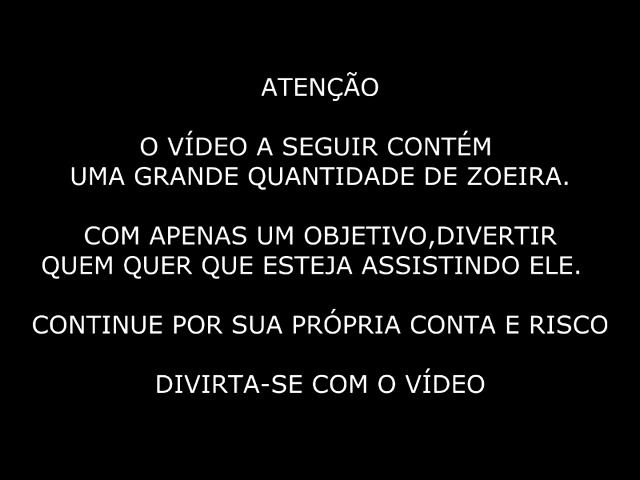 ATENÇÃO
O VÍDEO A SEGUIR CONTÉM
UMA GRANDE QUANTIDADE DE ZOEIRA.
COM APENAS UM OBJETIVO,DIVERTIR
QUEM QUER QUE ESTEJA ASSISTINDO ELE.
CONTINUE POR SUA PRÓPRIA CONTA E RISCO
DIVIRTA-SE COM O VÍDEO